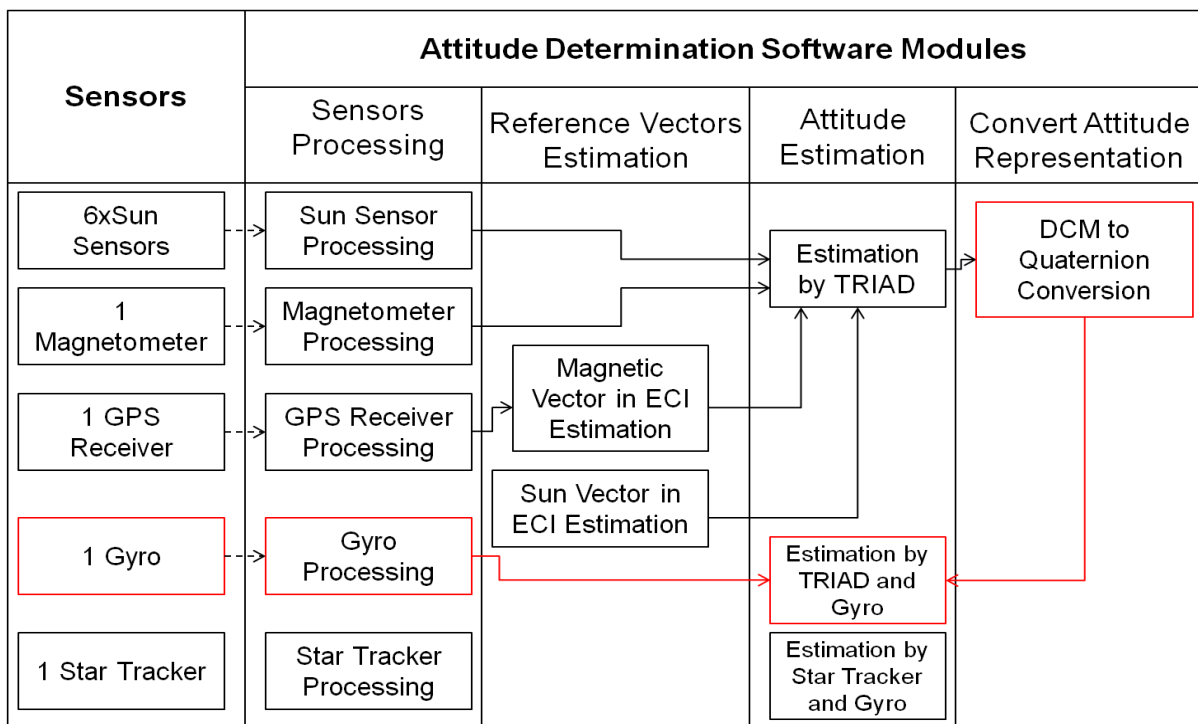 Attitude Determination Software Modules
Sensors
Sensors
Processing
Reference Vectors
Estimation
Attitude
Estimation
Convert Attitude
Representation
6xSun
Sensors
Sun Sensor
Processing
Estimation
by TRIAD
DCM to
Quaternion
Conversion
1
Magnetometer
Magnetometer
Processing
Magnetic
Vector in ECI
Estimation
1 GPS
Receiver
GPS Receiver
Processing
Sun Vector in
ECI Estimation
1 Gyro
Gyro
Processing
Estimation by
TRIAD and
Gyro
1 Star Tracker
Star Tracker
Processing
Estimation by
Star Tracker
and Gyro